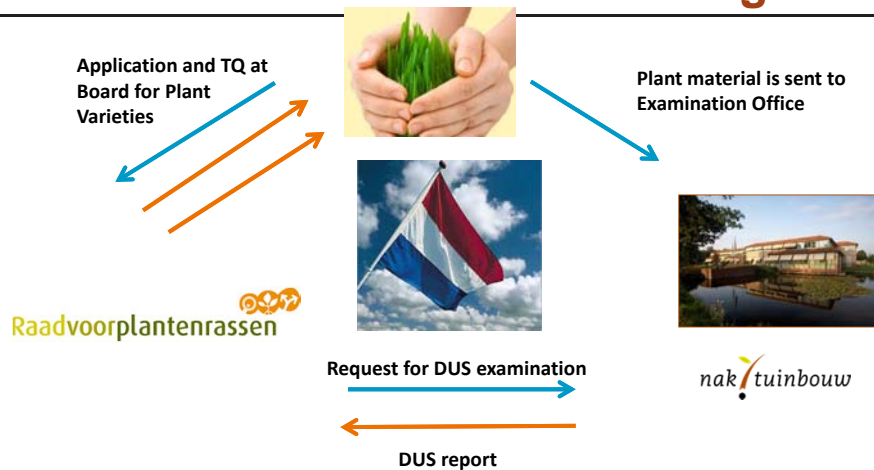 Application and TQ at
Board for Plant
Varieties
Plant material is sent to
Examination Office
Raadvoorplantenrassen
Request for DUS examination
naktuinbouw
DUS report